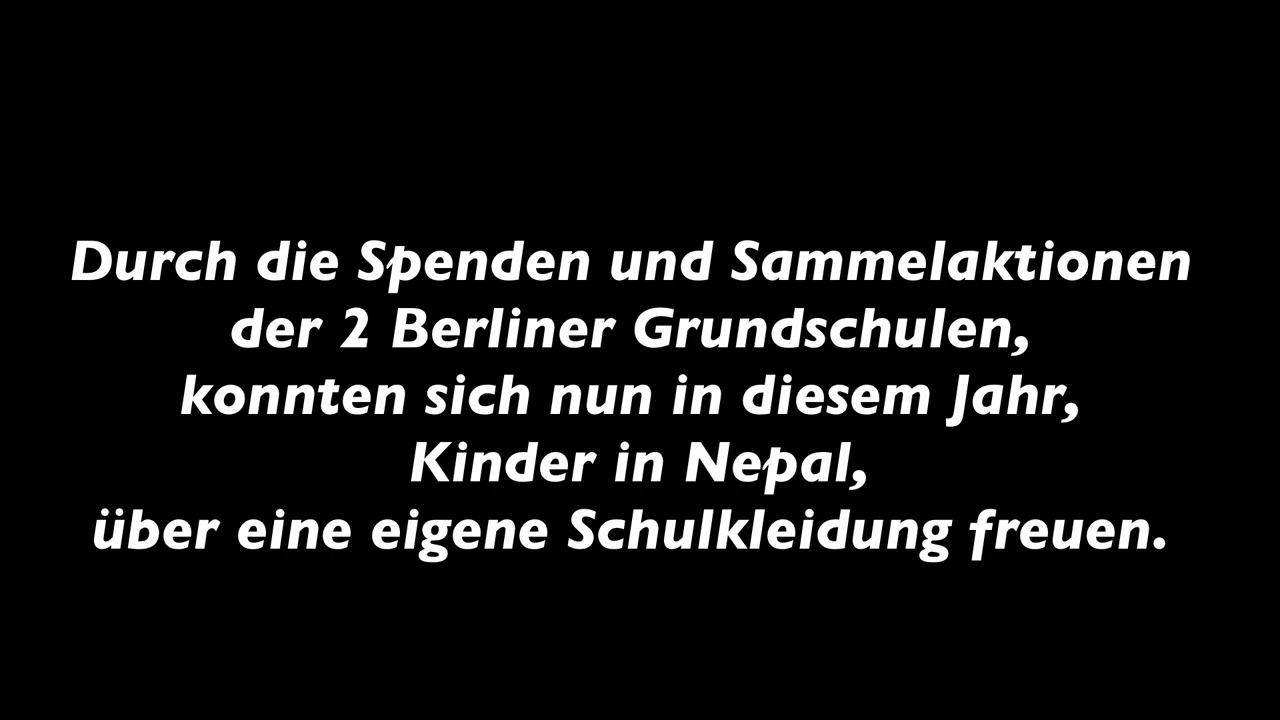 Durch die Spenden und Sammelaktionen
der 2 Berliner Grundschulen,
konnten sich nun in diesem Jahr,
Kinder in Nepal,
über eine eigene Schulkleidung freuen.